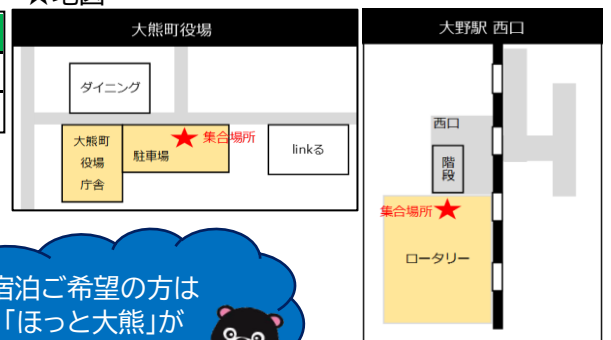 大熊町役場
ダイニング
大熊町
役場
庁舎
駐車場
集合場所
linkる
大野駅 西口
西口
階
段
集合場所
ロータリー
宿泊ご希望の方は
「ほっと大熊」が